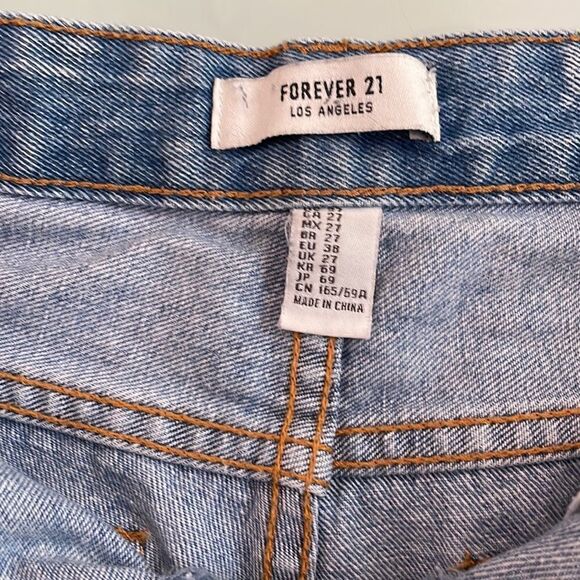 FOREVER 21
LOS ANGELES
CA 27
MX 27
BR 27
EU 38
UK 27
KR 69
JP 69
CN 165/69A
MADE IN CHINA